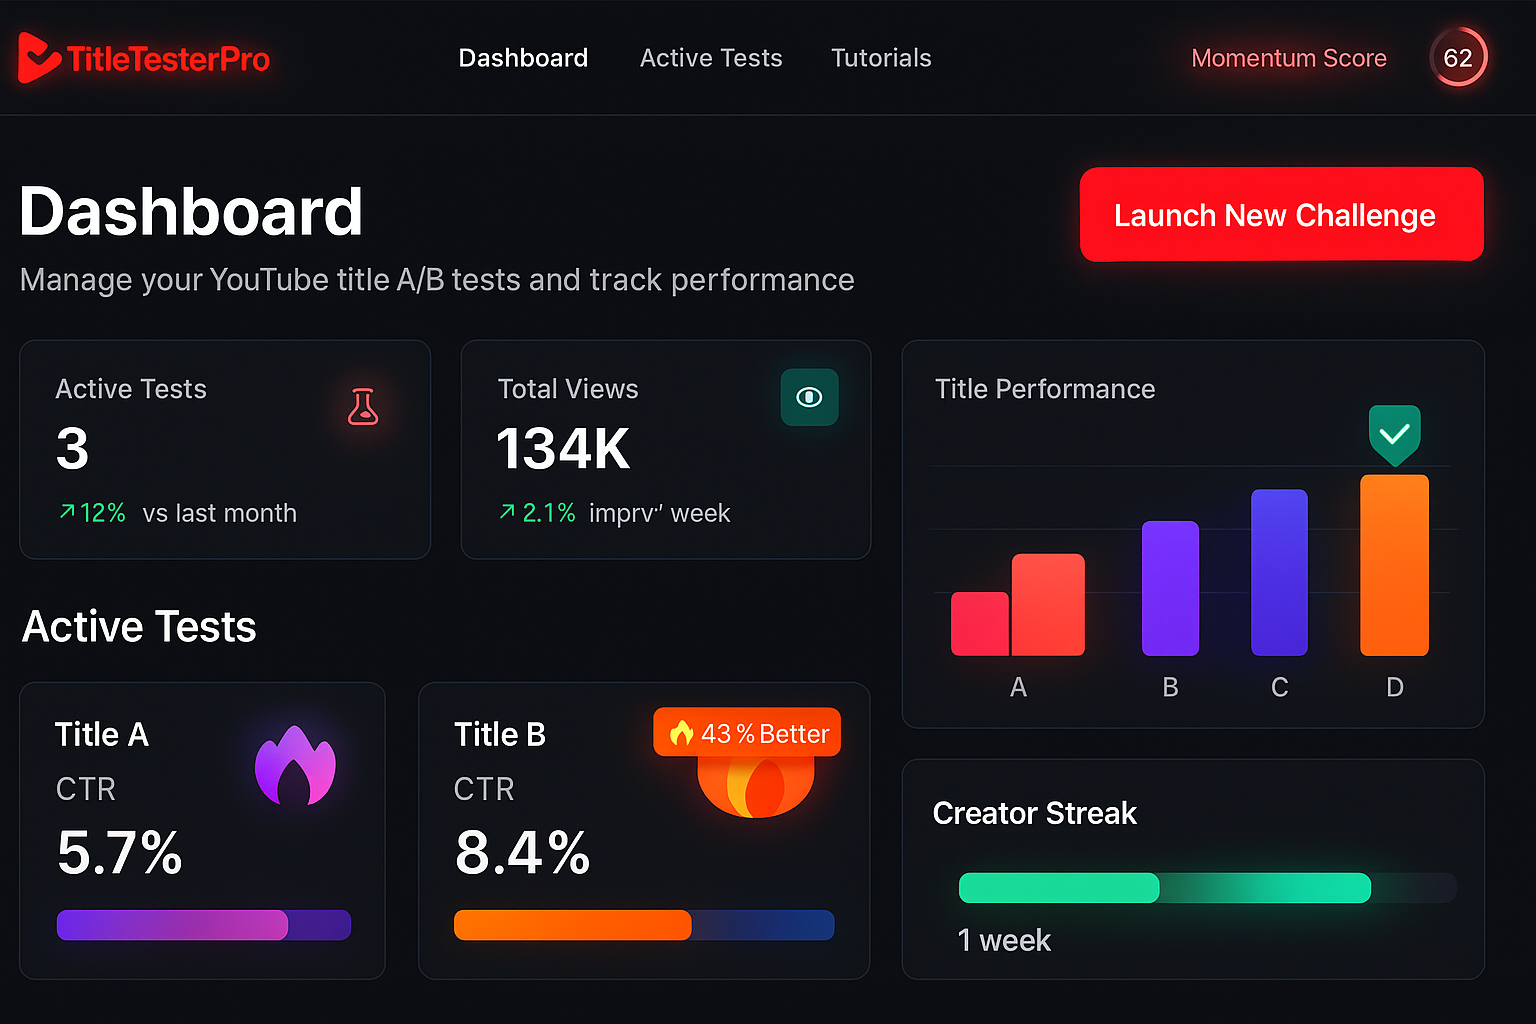 TitleTesterPro
Dashboard
Active Tests
Tutorials
Momentum Score
62
Dashboard
Launch New Challenge
Manage your YouTube title A/B tests and track performance
Active Tests
3
↗12% vs last month
Total Views
134K
↗ 2.1% week
Title Performance
A B C D
Active Tests
Title A
CTR
5.7%
Title B
43 % Better
CTR
8.4%
Creator Streak
1 week